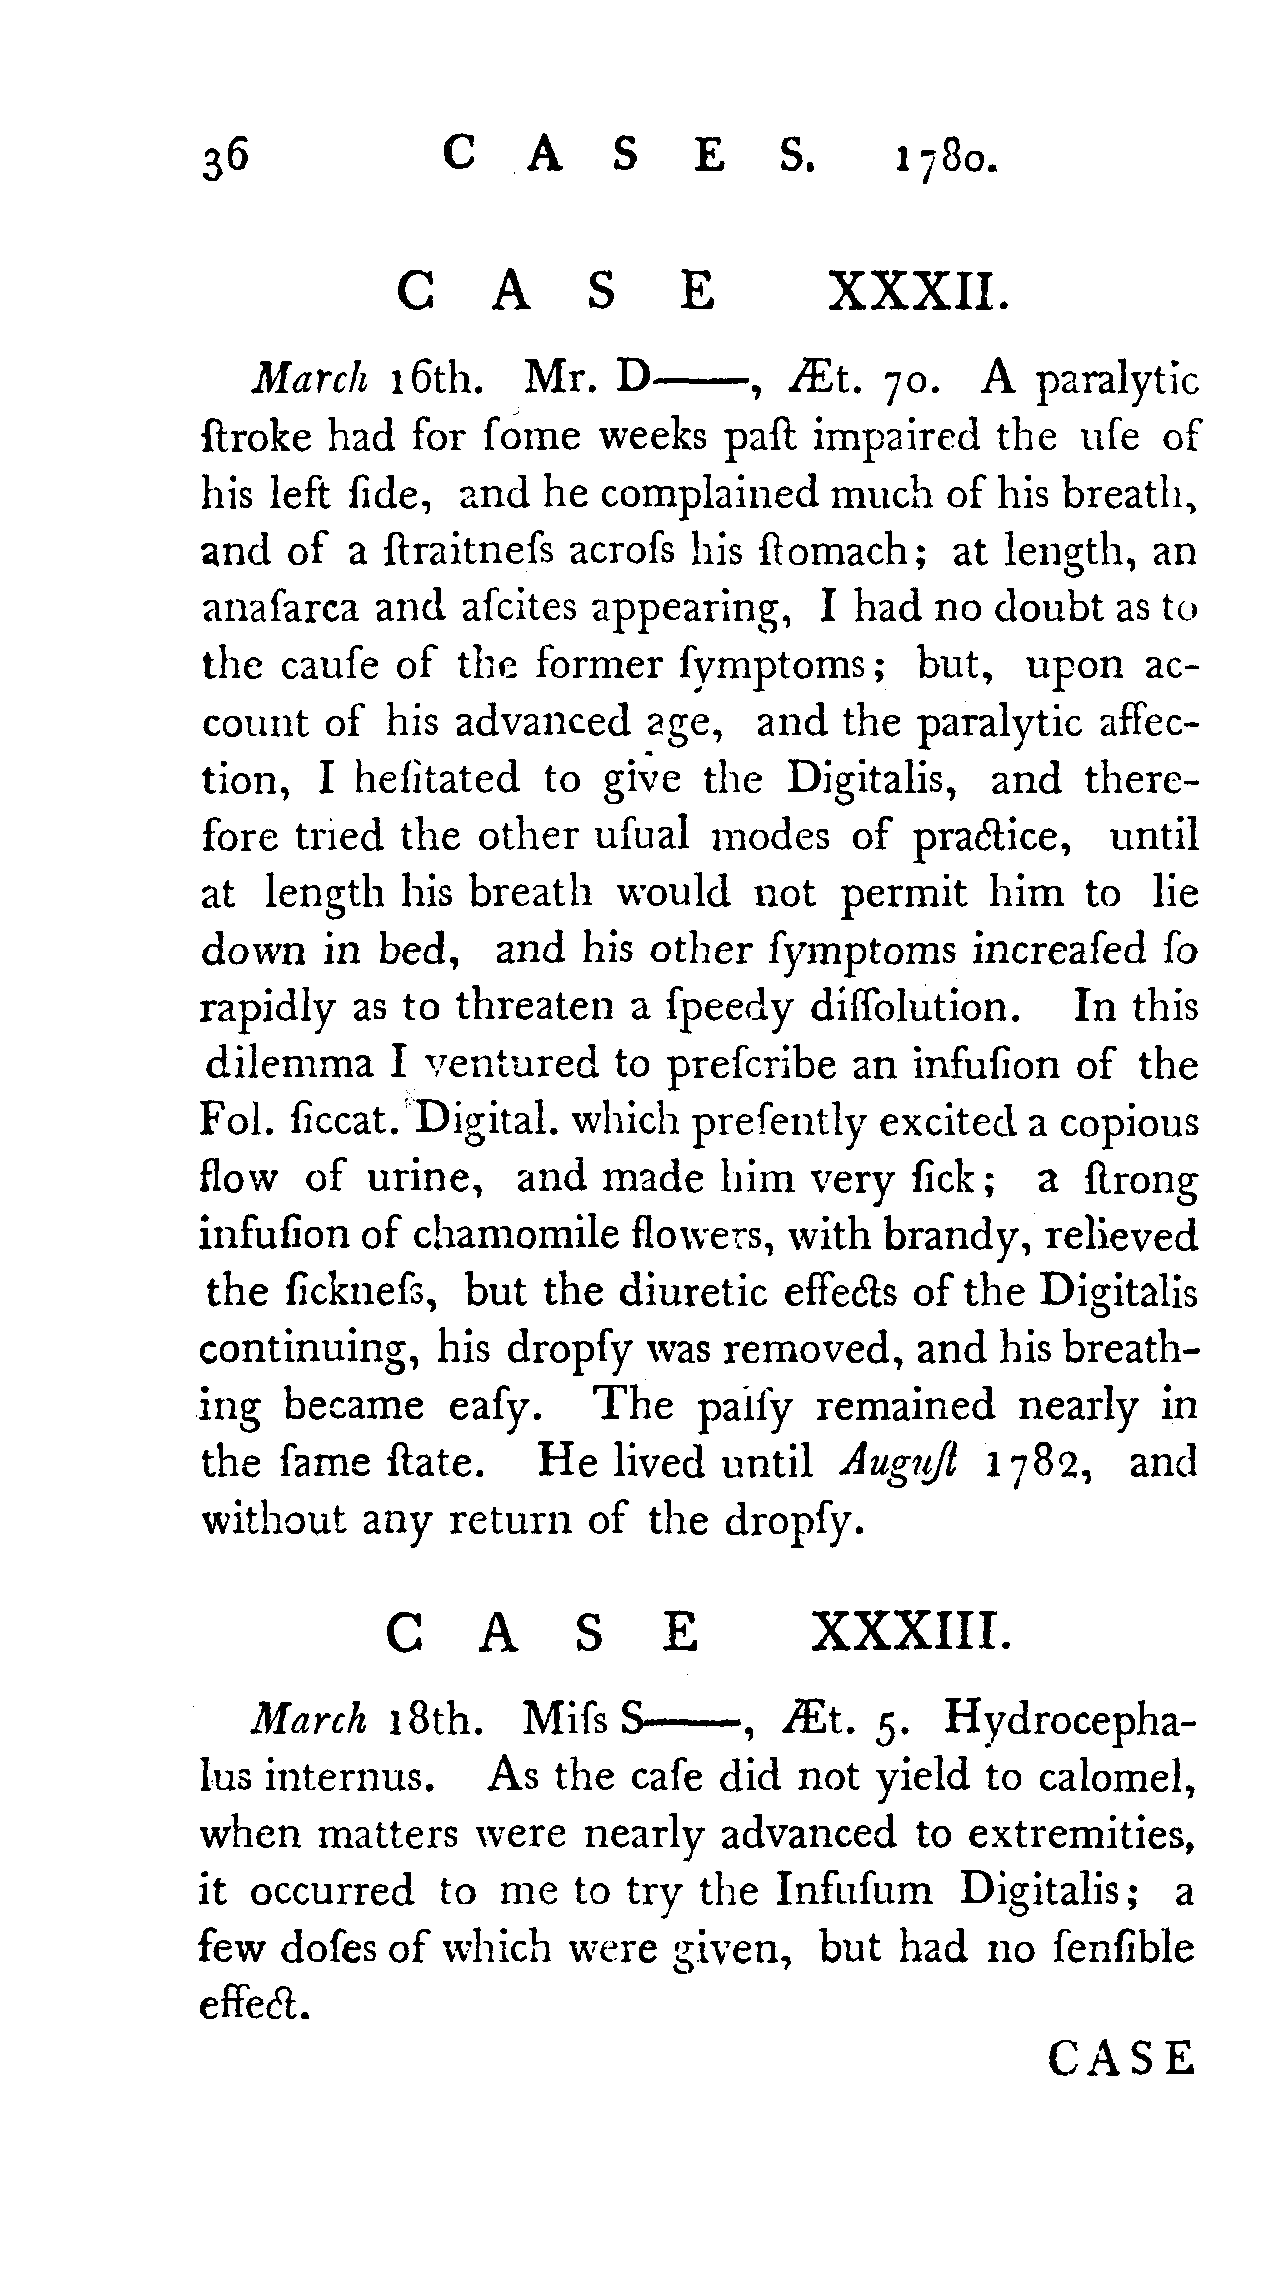 36 C A S E S. 1780.
C A S E XXXII.
March 16th. Mr. D——, Æt. 70. A paralytic
ſtroke had for ſome weeks paſt impaired the uſe of
his left ſide, and he complained much of his breath,
and of a ſtraitneſs acroſs his ſtomach; at length, an
anaſarca and aſcites appearing, I had no doubt as to
the cauſe of the former ſymptoms; but, upon ac-
count of his advanced age, and the paralytic affec-
tion, I heſitated to give the Digitalis, and there-
fore tried the other uſual modes of practice, until
at length his breath would not permit him to lie
down in bed, and his other ſymptoms increaſed ſo
rapidly as to threaten a ſpeedy diſſolution. In this
dilemma I ventured to preſcribe an infuſion of the
Fol. ſiccat. Digital. which preſently excited a copious
flow of urine, and made him very ſick; a ſtrong
infuſion of chamomile flowers, with brandy, relieved
the ſickneſs, but the diuretic effects of the Digitalis
continuing, his dropſy was removed, and his breath-
ing became eaſy. The palſy remained nearly in
the ſame ſtate. He lived until Auguſt 1782, and
without any return of the dropſy.
C A S E XXXIII.
March 18th. Miſs S——, Æt. 5. Hydrocepha-
lus internus. As the caſe did not yield to calomel,
when matters were nearly advanced to extremities,
it occurred to me to try the Infuſum Digitalis; a
few doſes of which were given, but had no ſenſible
effect.
CASE